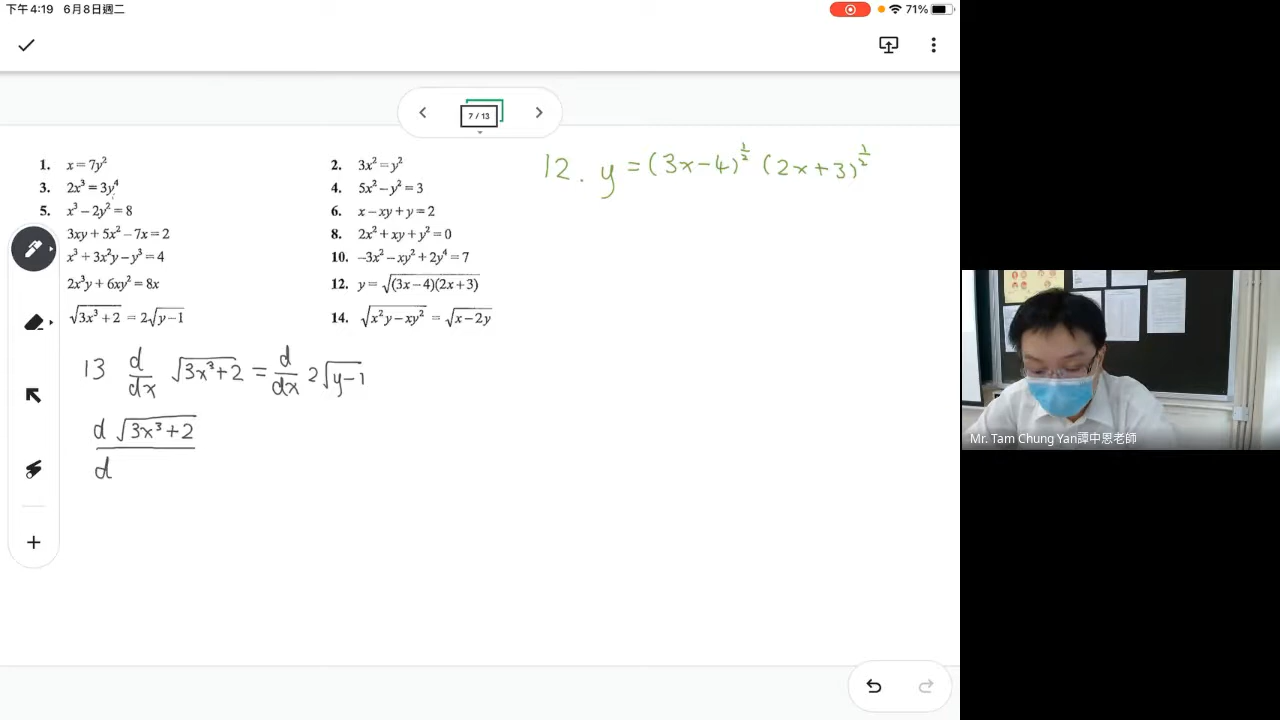 下午4:19 6月8日週二
71%
7 / 13
1. x = 7y²
2. 3x² = y²
3. 2x³ = 3y⁴
4. 5x² – y² = 3
5. x³ – 2y² = 8
6. x – xy + y = 2
3xy + 5x² – 7x = 2
8. 2x² + xy + y² = 0
x³ + 3x²y – y³ = 4
10. –3x² – xy² + 2y⁴ = 7
2x³y + 6xy² = 8x
12. y = √((3x – 4)(2x + 3))
√(3x³ + 2) = 2√(y – 1)
14. √(x²y – xy²) = √(x – 2y)
12. y = (3x – 4)^(1/2) (2x + 3)^(1/2)
13 d/dx √(3x³ + 2) = d/dx 2√(y – 1)
d √(3x³ + 2)
d
Mr. Tam Chung Yan譚中恩老師